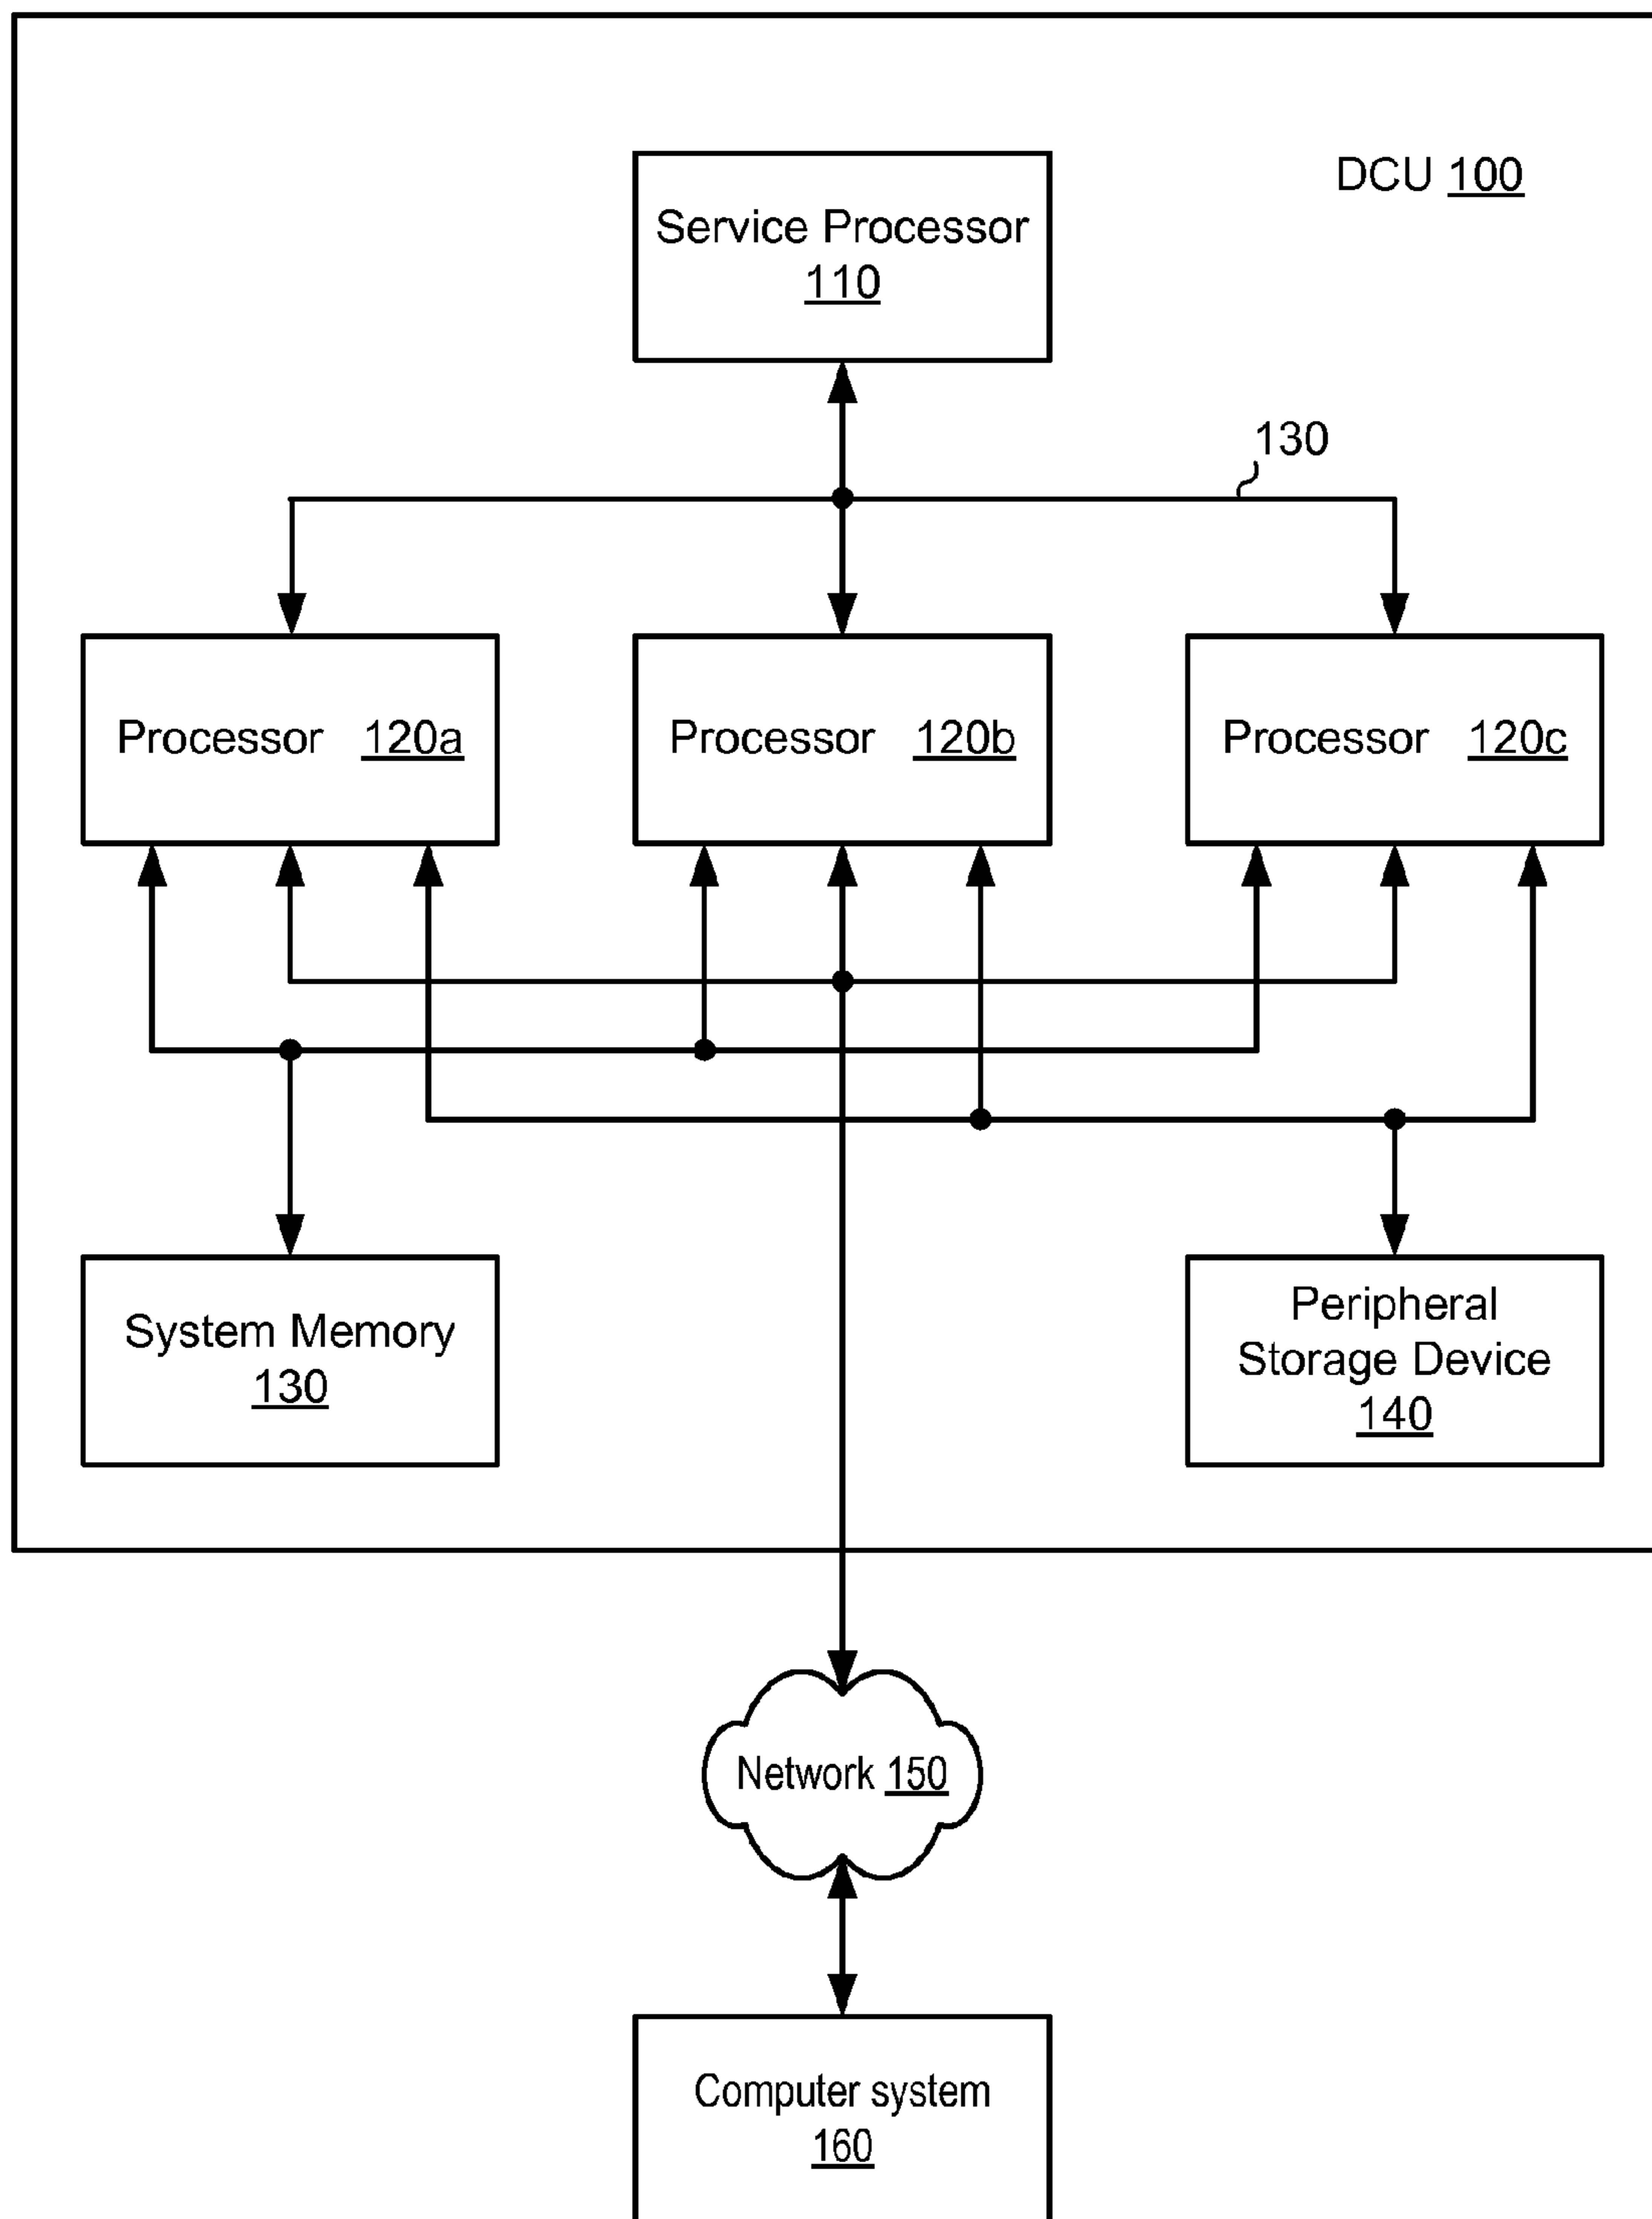 DCU 100
Service Processor
110
130
Processor 120a
Processor 120b
Processor 120c
System Memory
130
Peripheral
Storage Device
140
Network 150
Computer system
160